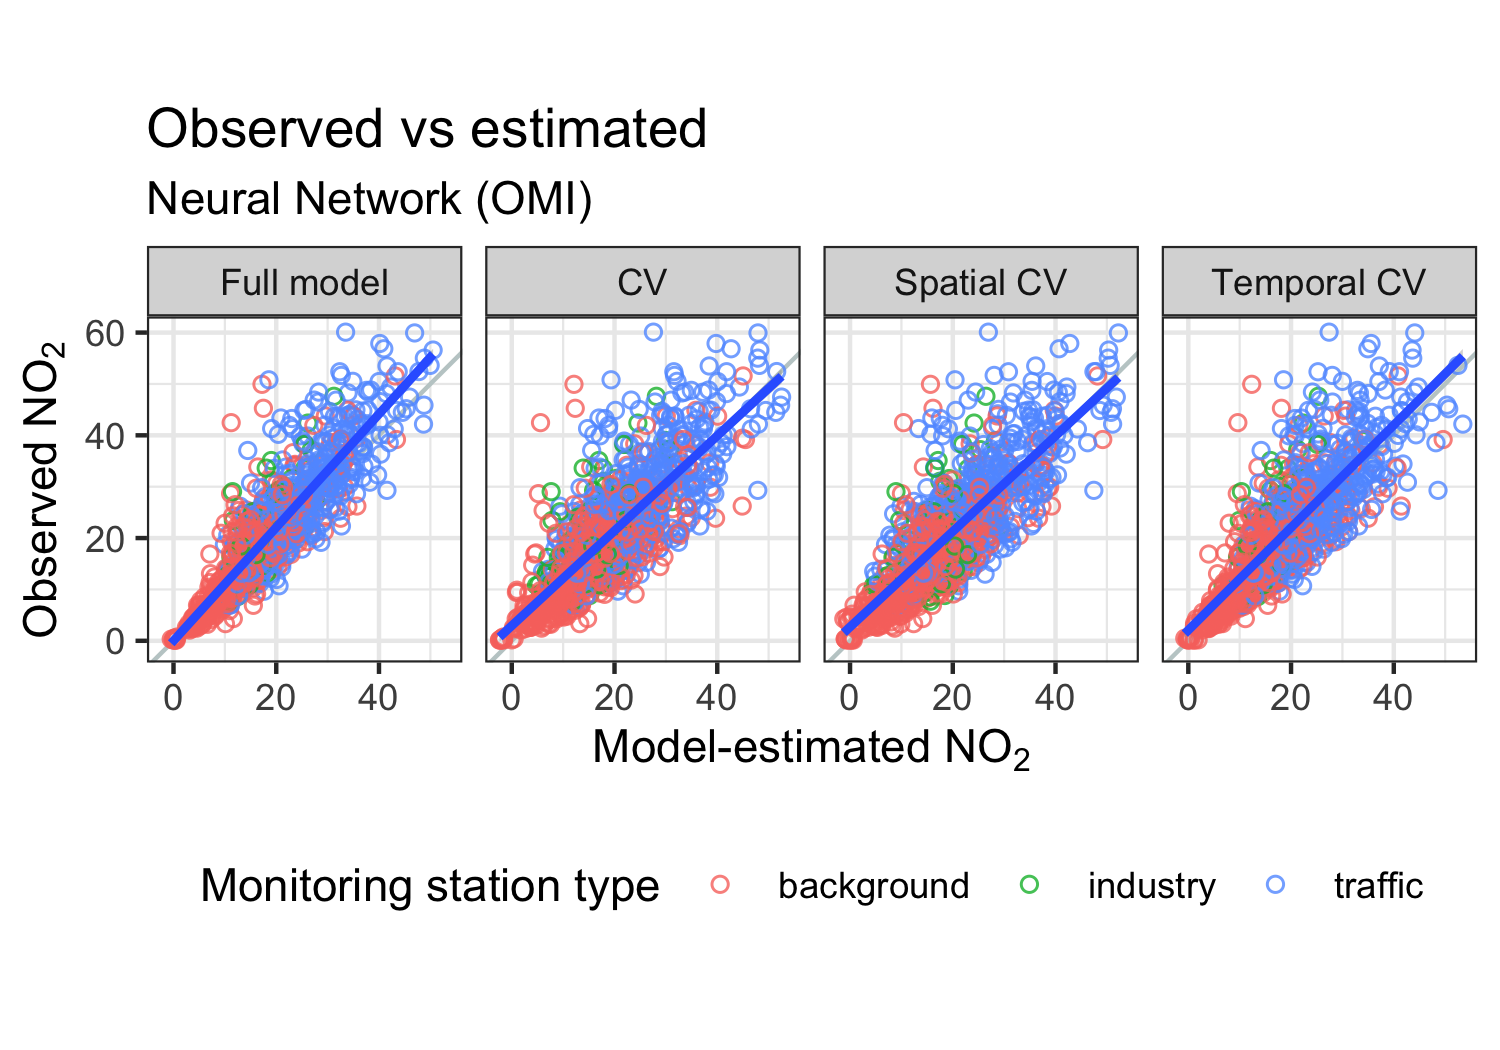 Observed vs estimated
Neural Network (OMI)
Full model CV Spatial CV Temporal CV
Observed NO₂
60
40
20
0
0 20 40 0 20 40 0 20 40 0 20 40
Model-estimated NO₂
Monitoring station type background industry traffic